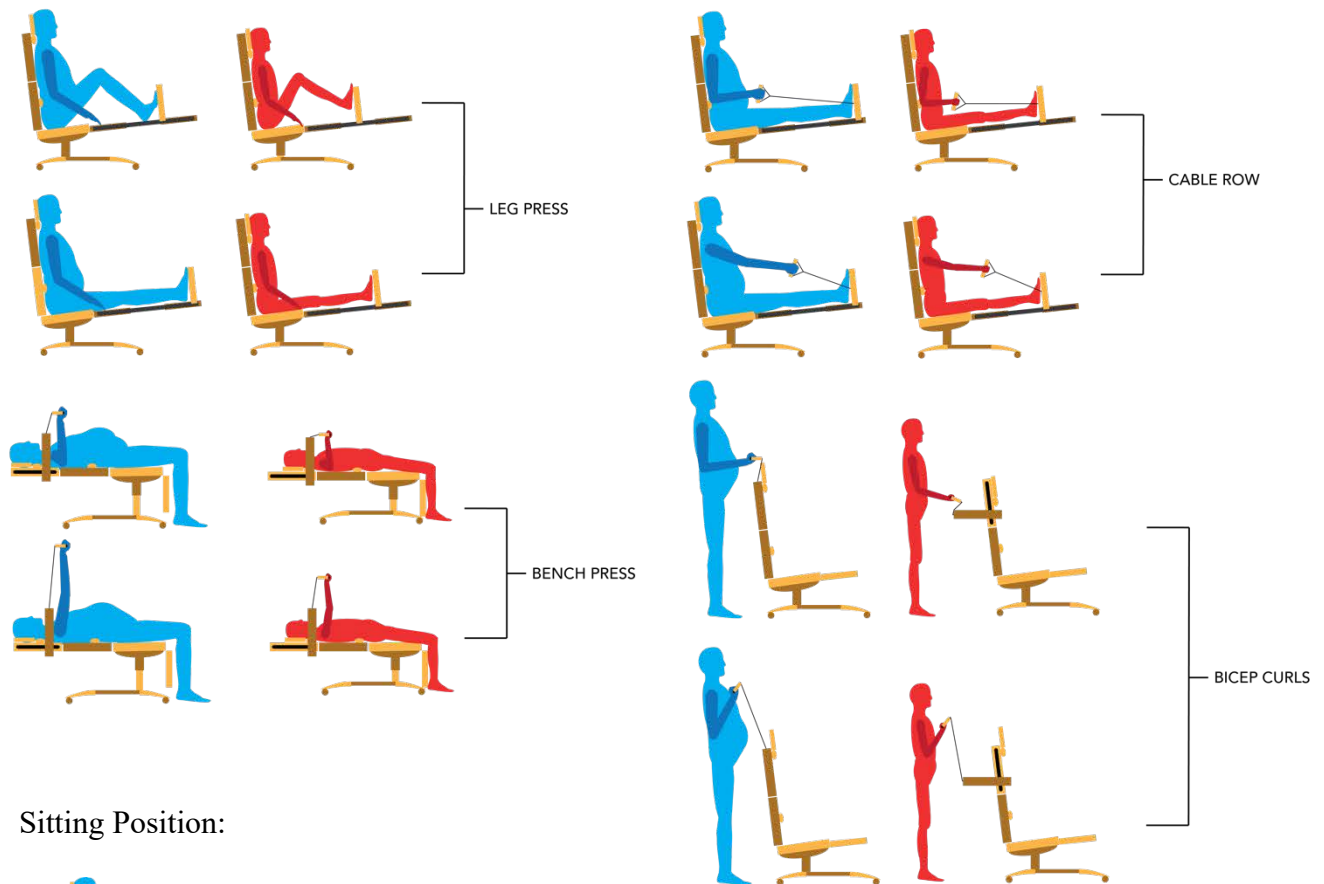 LEG PRESS
CABLE ROW
BENCH PRESS
BICEP CURLS
Sitting Position: